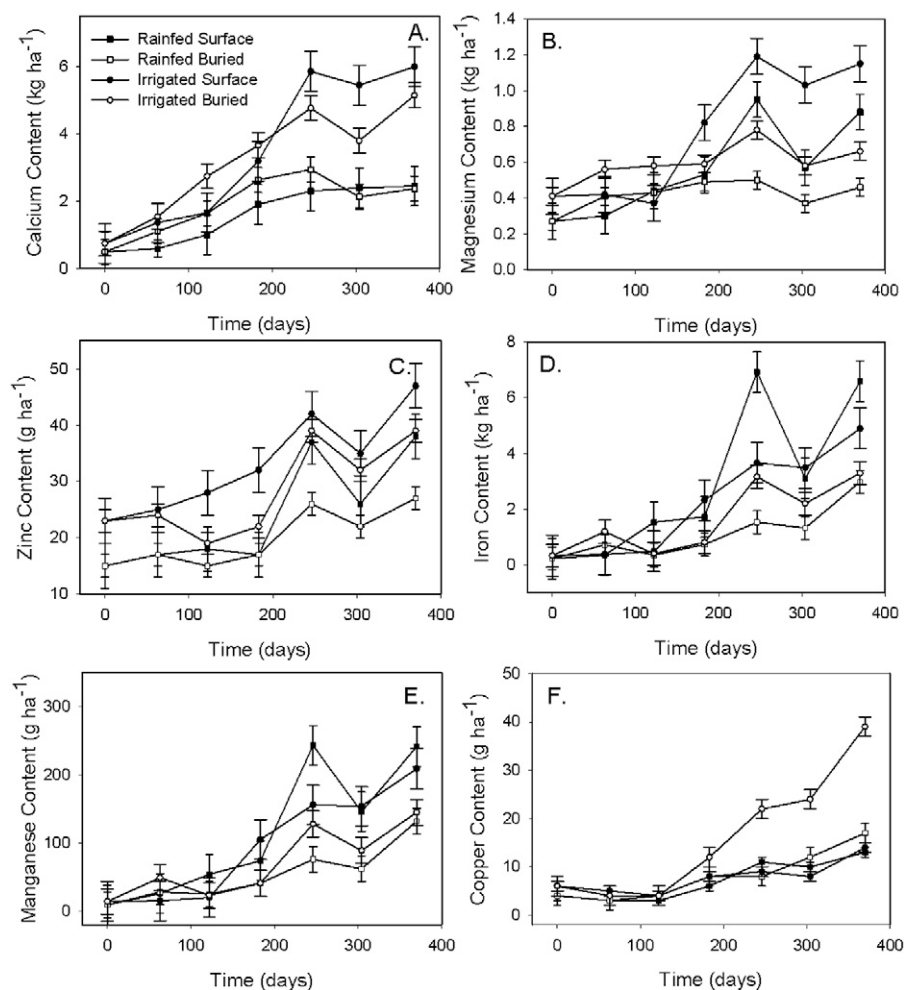 A.
Rainfed Surface
Rainfed Buried
Irrigated Surface
Irrigated Buried
Calcium Content (kg ha-1)
6
4
2
0
0 100 200 300 400
Time (days)
B.
Magnesium Content (kg ha-1)
1.4
1.2
1.0
0.8
0.6
0.4
0.2
0.0
0 100 200 300 400
Time (days)
C.
Zinc Content (g ha-1)
50
40
30
20
10
0 100 200 300 400
Time (days)
D.
Iron Content (kg ha-1)
8
6
4
2
0
0 100 200 300 400
Time (days)
E.
Manganese Content (g ha-1)
300
200
100
0
0 100 200 300 400
Time (days)
F.
Copper Content (g ha-1)
50
40
30
20
10
0
0 100 200 300 400
Time (days)